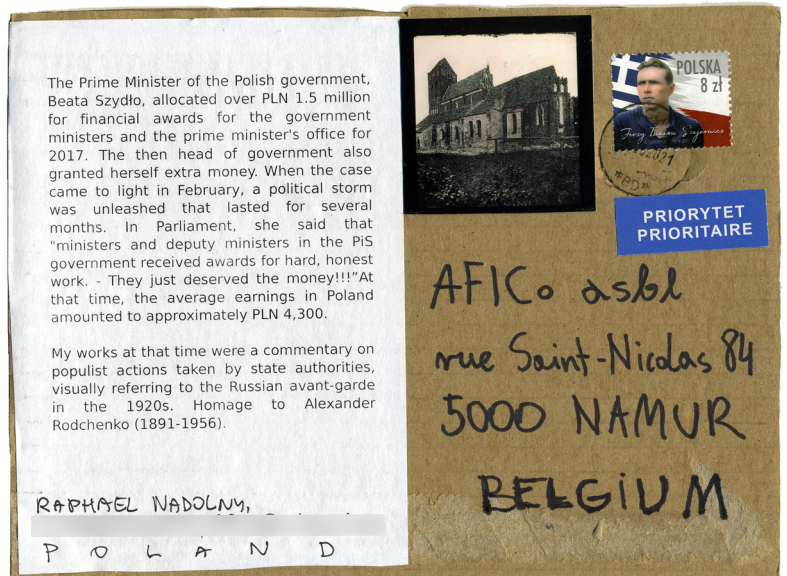 The Prime Minister of the Polish government,
Beata Szydło, allocated over PLN 1.5 million
for financial awards for the government
ministers and the prime minister's office for
2017. The then head of government also
granted herself extra money. When the case
came to light in February, a political storm
was unleashed that lasted for several
months. In Parliament, she said that
"ministers and deputy ministers in the PiS
government received awards for hard, honest
work. - They just deserved the money!!!"At
that time, the average earnings in Poland
amounted to approximately PLN 4,300.
My works at that time were a commentary on
populist actions taken by state authorities,
visually referring to the Russian avant-garde
in the 1920s. Homage to Alexander
Rodchenko (1891-1956).
RAPHAEL NADOLNY,
POLAND
POLSKA
8 zł
PRIORYTET
PRIORITAIRE
AFICo asbl
rue Saint-Nicolas 84
5000 NAMUR
BELGIUM